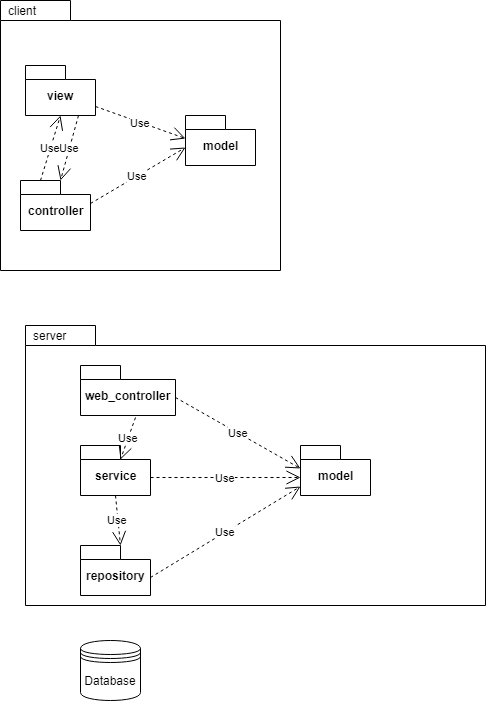 client
view
Use
model
UseUse
Use
controller
server
web_controller
Use
Use
service
Use
model
Use
Use
repository
Database